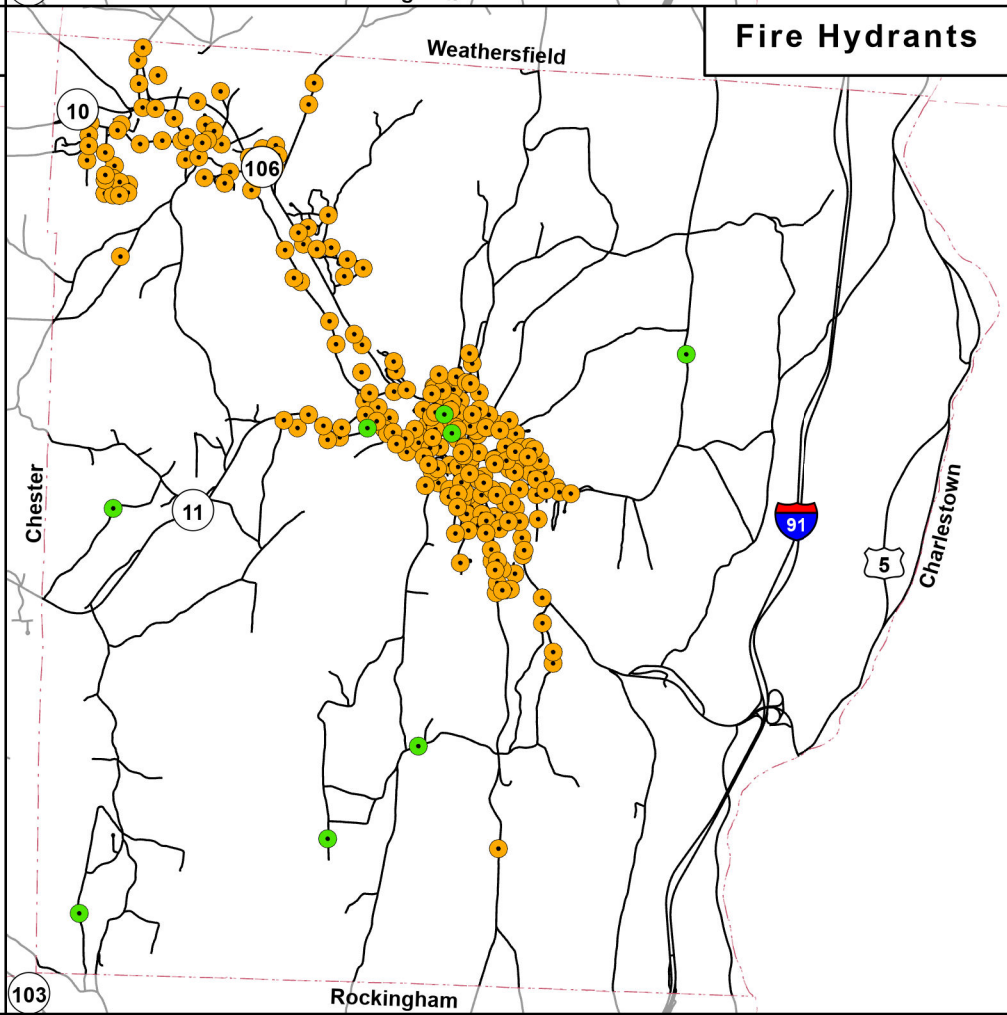 Fire Hydrants
Weathersfield
10
106
Chester
11
91
5
Charlestown
103
Rockingham